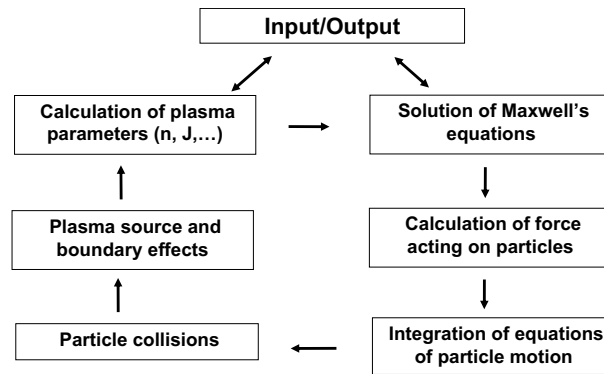 Input/Output
Calculation of plasma
parameters (n, J,…)
Solution of Maxwell's
equations
Plasma source and
boundary effects
Calculation of force
acting on particles
Particle collisions
Integration of equations
of particle motion